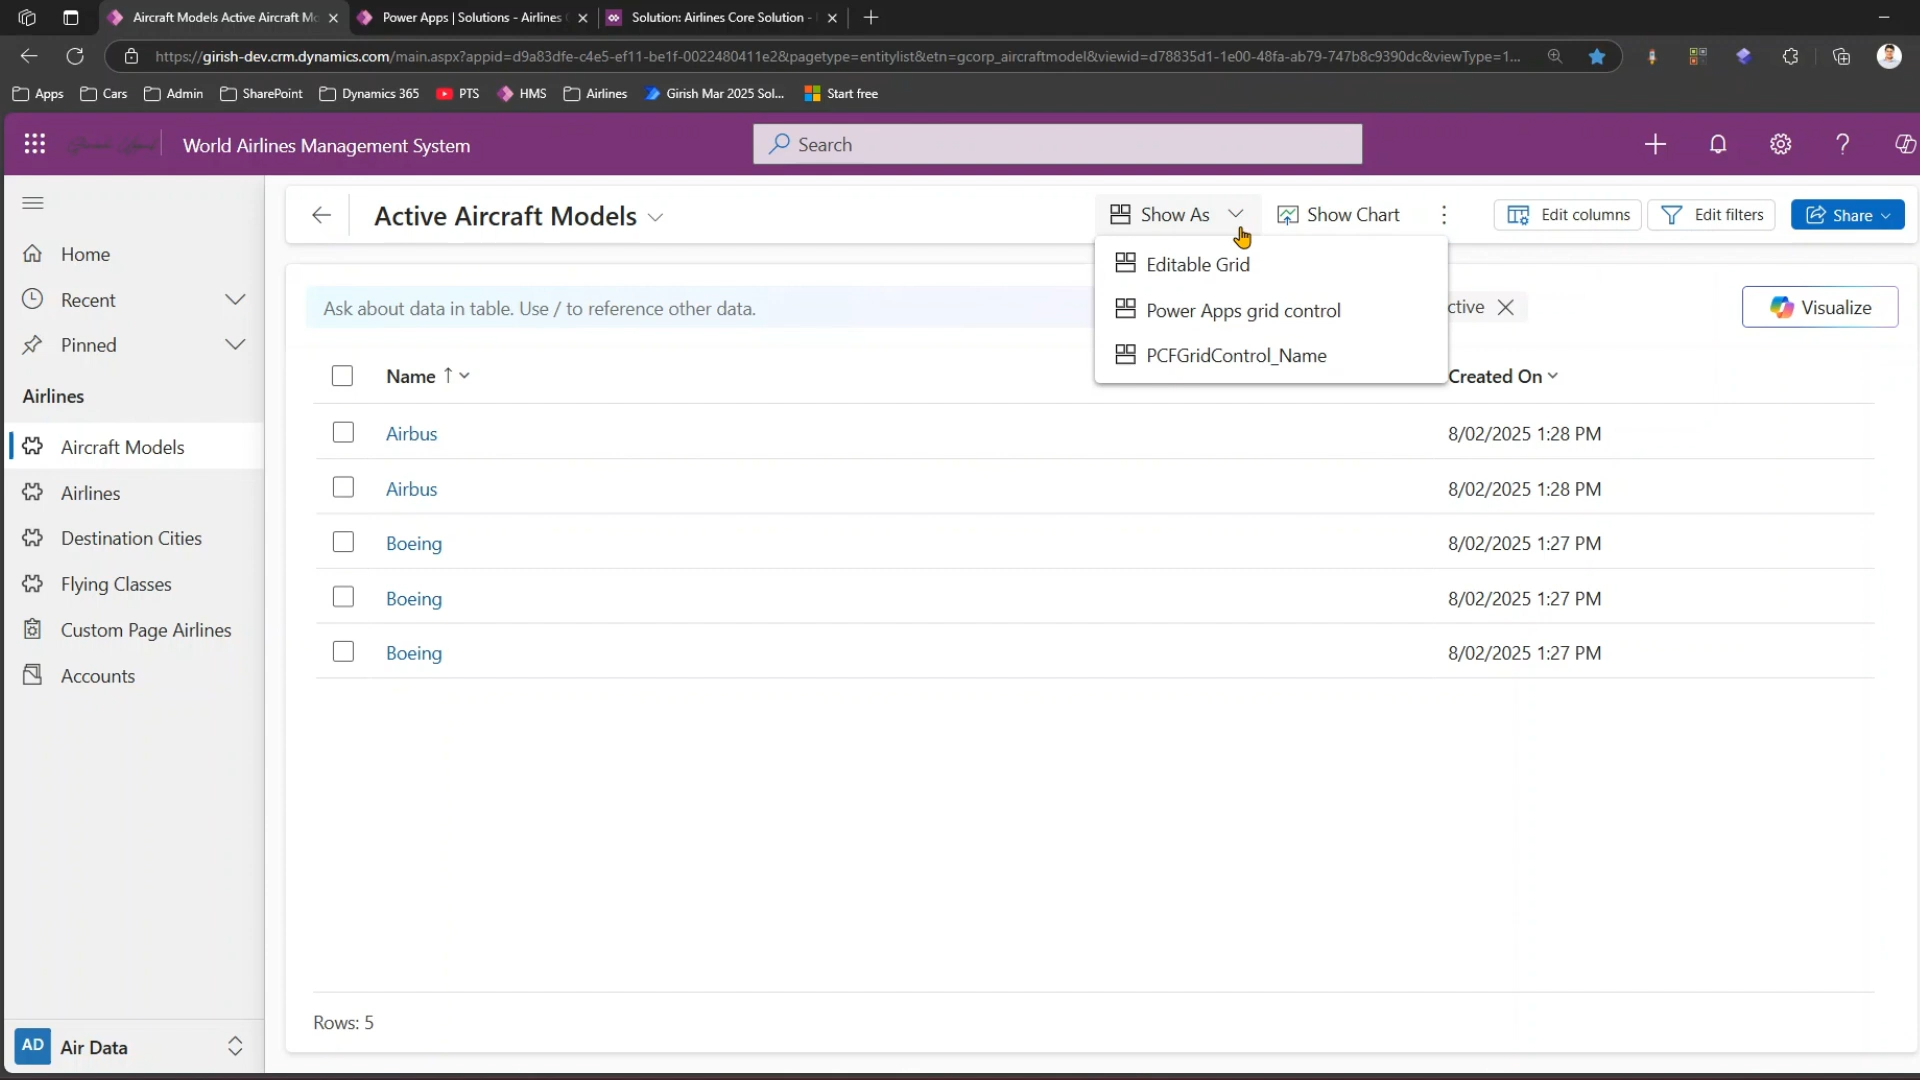 Aircraft Models Active Aircraft Mo
Power Apps | Solutions - Airlines
Solution: Airlines Core Solution -
https://girish-dev.crm.dynamics.com/main.aspx?appid=d9a83dfe-c4e5-ef11-be1f-0022480411e2&pagetype=entitylist&etn=gcorp_aircraftmodel&viewid=d78835d1-1e00-48fa-ab79-747b8c9390dc&viewType=1...
Apps
Cars
Admin
SharePoint
Dynamics 365
PTS
HMS
Airlines
Girish Mar 2025 Sol...
Start free
World Airlines Management System
Search
Home
Recent
Pinned
Airlines
Aircraft Models
Airlines
Destination Cities
Flying Classes
Custom Page Airlines
Accounts
AD Air Data
Active Aircraft Models
Show As
Show Chart
Edit columns
Edit filters
Share
Editable Grid
Power Apps grid control
PCFGridControl_Name
Ask about data in table. Use / to reference other data.
ctive
Visualize
Name Created On
Airbus 8/02/2025 1:28 PM
Airbus 8/02/2025 1:28 PM
Boeing 8/02/2025 1:27 PM
Boeing 8/02/2025 1:27 PM
Boeing 8/02/2025 1:27 PM
Rows: 5